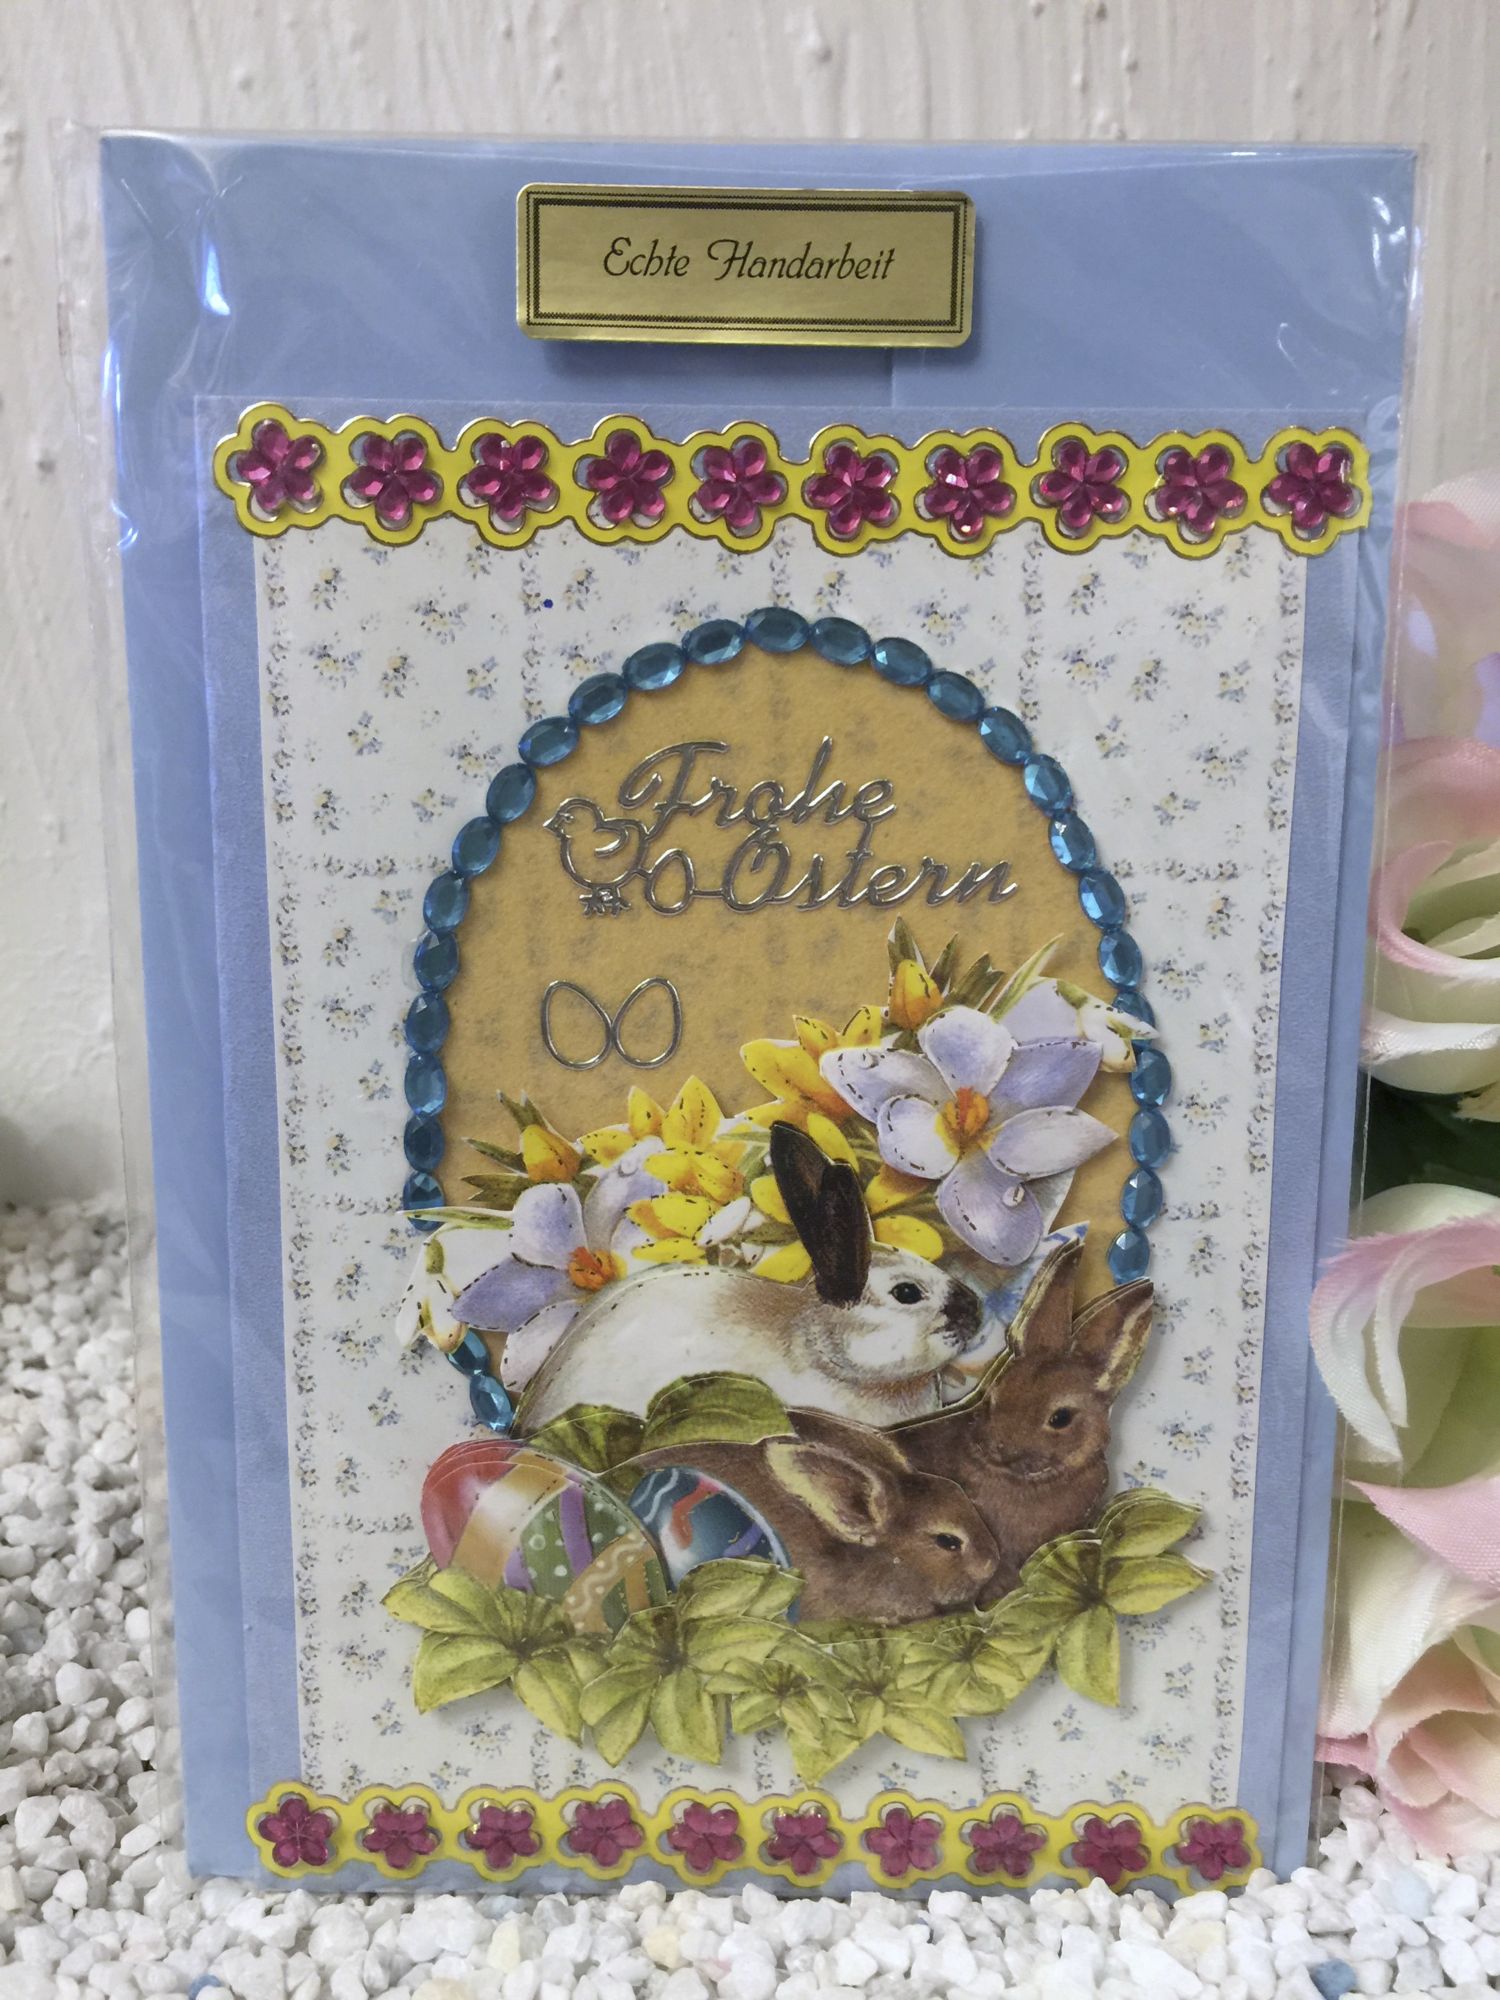 Echte Handarbeit
Frohe
Ostern